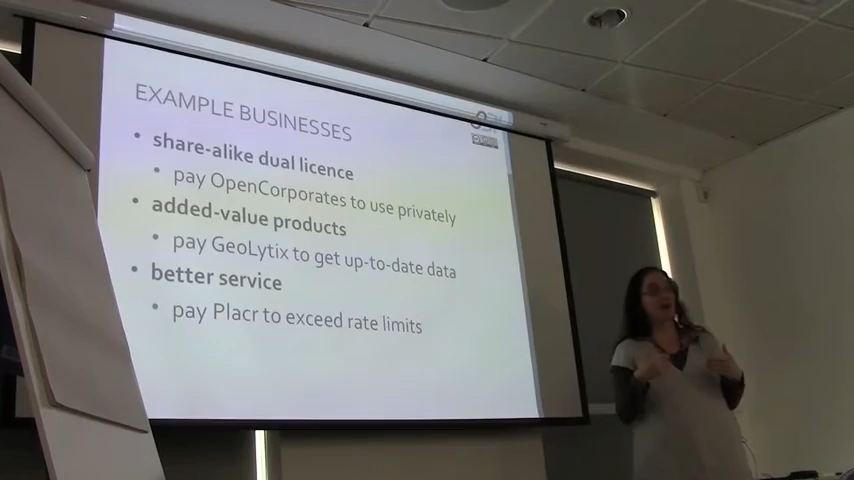 EXAMPLE BUSINESSES
• share-alike dual licence
• pay OpenCorporates to use privately
• added-value products
• pay GeoLytix to get up-to-date data
• better service
• pay Placr to exceed rate limits